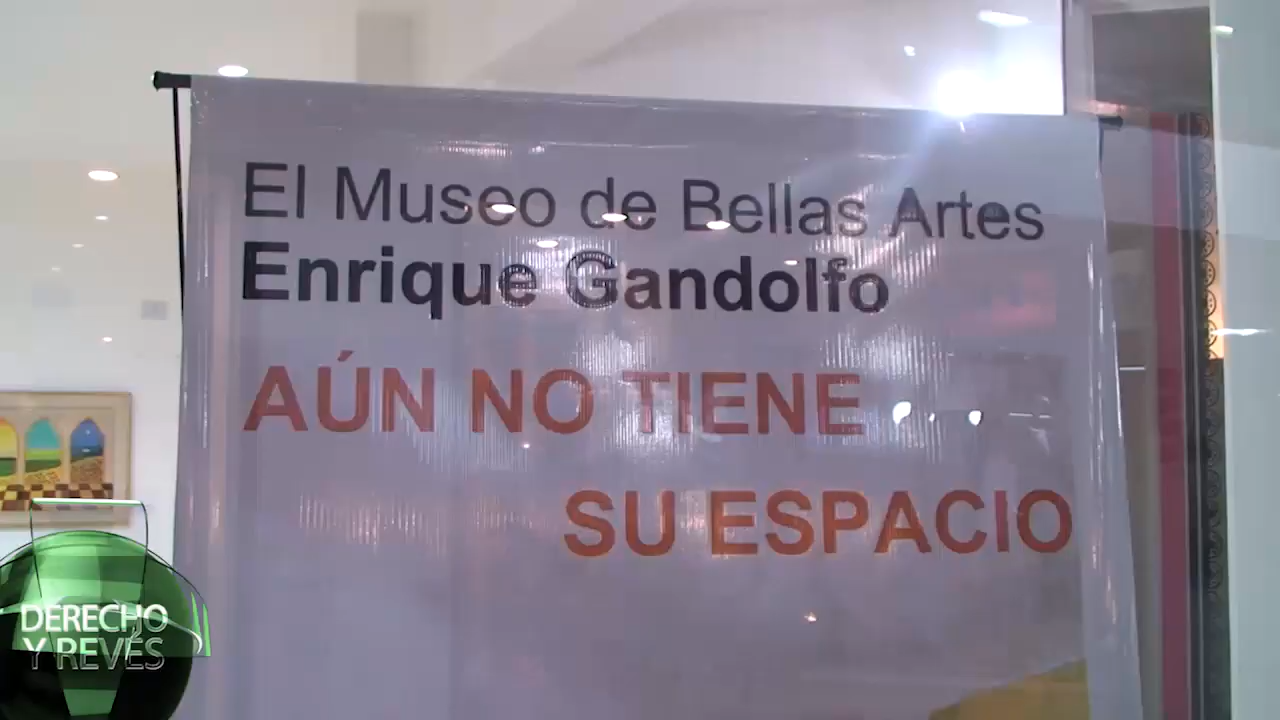 El Museo de Bellas Artes
Enrique Gandolfo
AÚN NO TIENE
SU ESPACIO
DERECHO
Y REVÉS